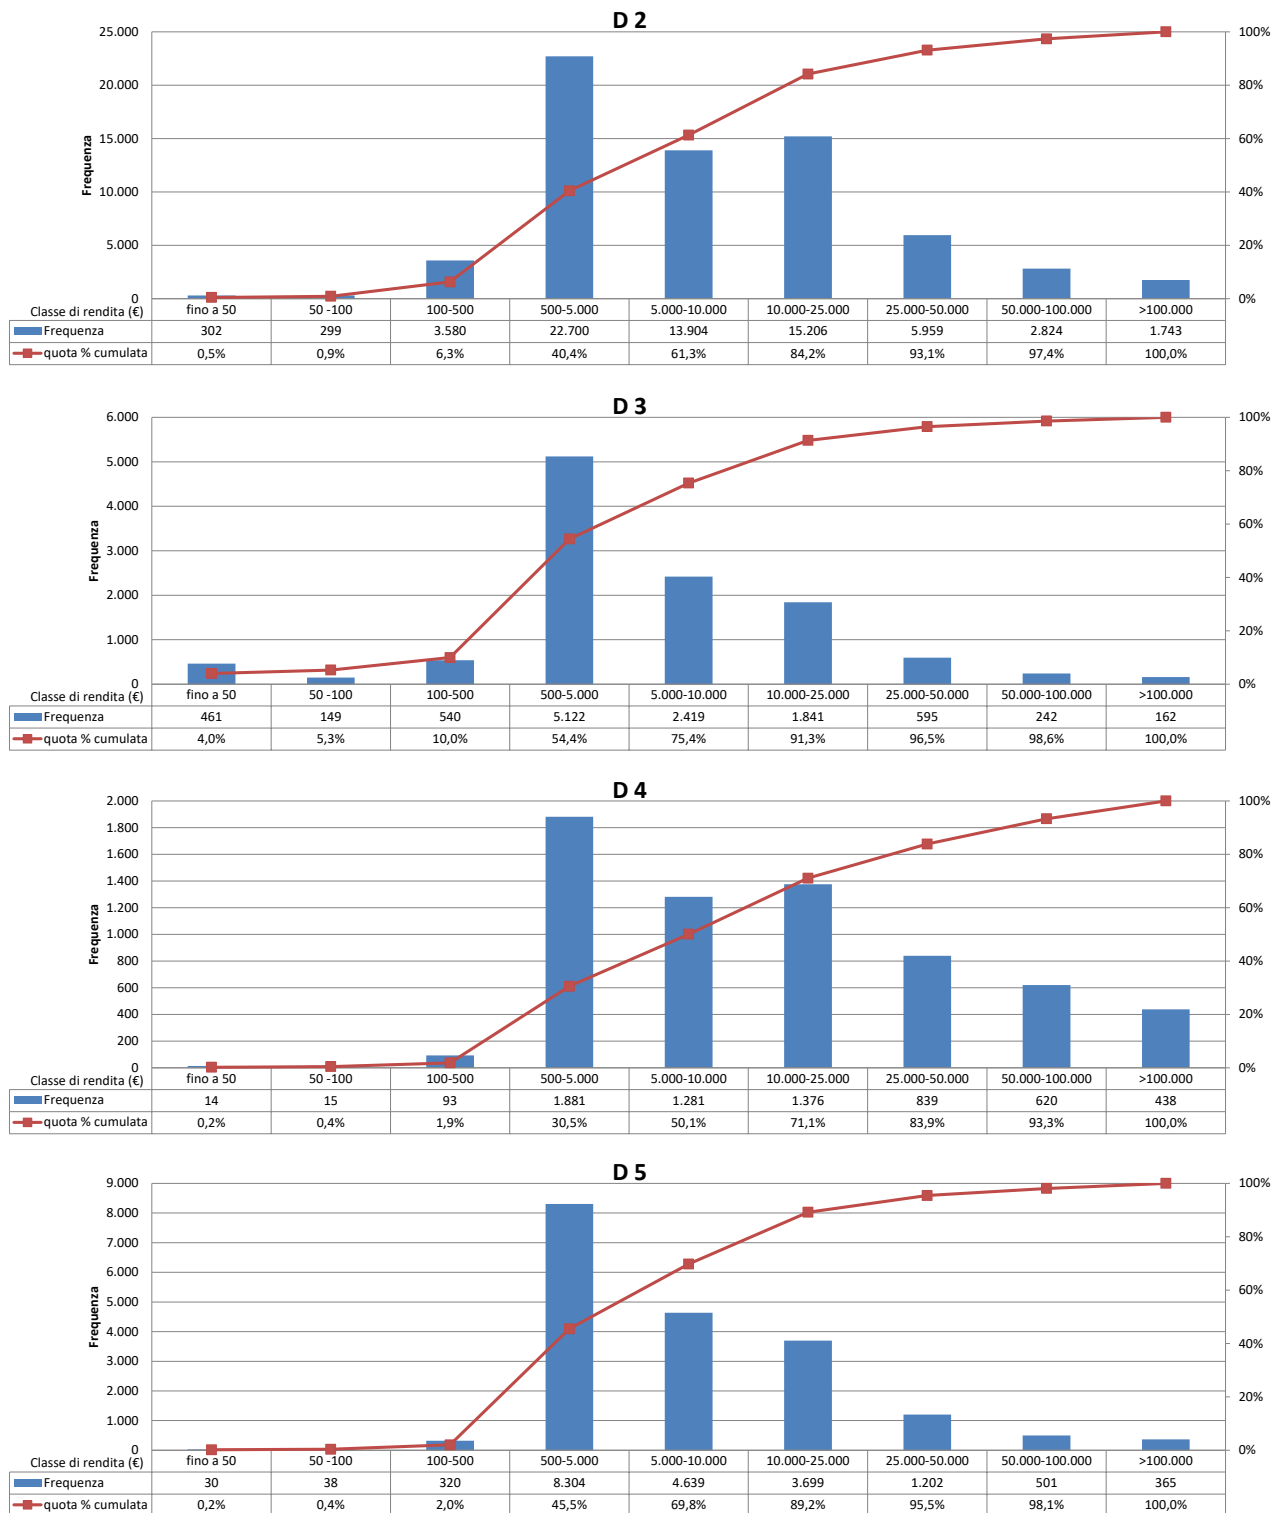 D 2
25.000
20.000
15.000
10.000
5.000
0
Frequenza
100%
80%
60%
40%
20%
0%
Classe di rendita (€) fino a 50 50 -100 100-500 500-5.000 5.000-10.000 10.000-25.000 25.000-50.000 50.000-100.000 >100.000
Frequenza 302 299 3.580 22.700 13.904 15.206 5.959 2.824 1.743
quota % cumulata 0,5% 0,9% 6,3% 40,4% 61,3% 84,2% 93,1% 97,4% 100,0%
D 3
6.000
5.000
4.000
3.000
2.000
1.000
0
Frequenza
100%
80%
60%
40%
20%
0%
Classe di rendita (€) fino a 50 50 -100 100-500 500-5.000 5.000-10.000 10.000-25.000 25.000-50.000 50.000-100.000 >100.000
Frequenza 461 149 540 5.122 2.419 1.841 595 242 162
quota % cumulata 4,0% 5,3% 10,0% 54,4% 75,4% 91,3% 96,5% 98,6% 100,0%
D 4
2.000
1.800
1.600
1.400
1.200
1.000
800
600
400
200
0
Frequenza
100%
80%
60%
40%
20%
0%
Classe di rendita (€) fino a 50 50 -100 100-500 500-5.000 5.000-10.000 10.000-25.000 25.000-50.000 50.000-100.000 >100.000
Frequenza 14 15 93 1.881 1.281 1.376 839 620 438
quota % cumulata 0,2% 0,4% 1,9% 30,5% 50,1% 71,1% 83,9% 93,3% 100,0%
D 5
9.000
8.000
7.000
6.000
5.000
4.000
3.000
2.000
1.000
0
Frequenza
100%
80%
60%
40%
20%
0%
Classe di rendita (€) fino a 50 50 -100 100-500 500-5.000 5.000-10.000 10.000-25.000 25.000-50.000 50.000-100.000 >100.000
Frequenza 30 38 320 8.304 4.639 3.699 1.202 501 365
quota % cumulata 0,2% 0,4% 2,0% 45,5% 69,8% 89,2% 95,5% 98,1% 100,0%